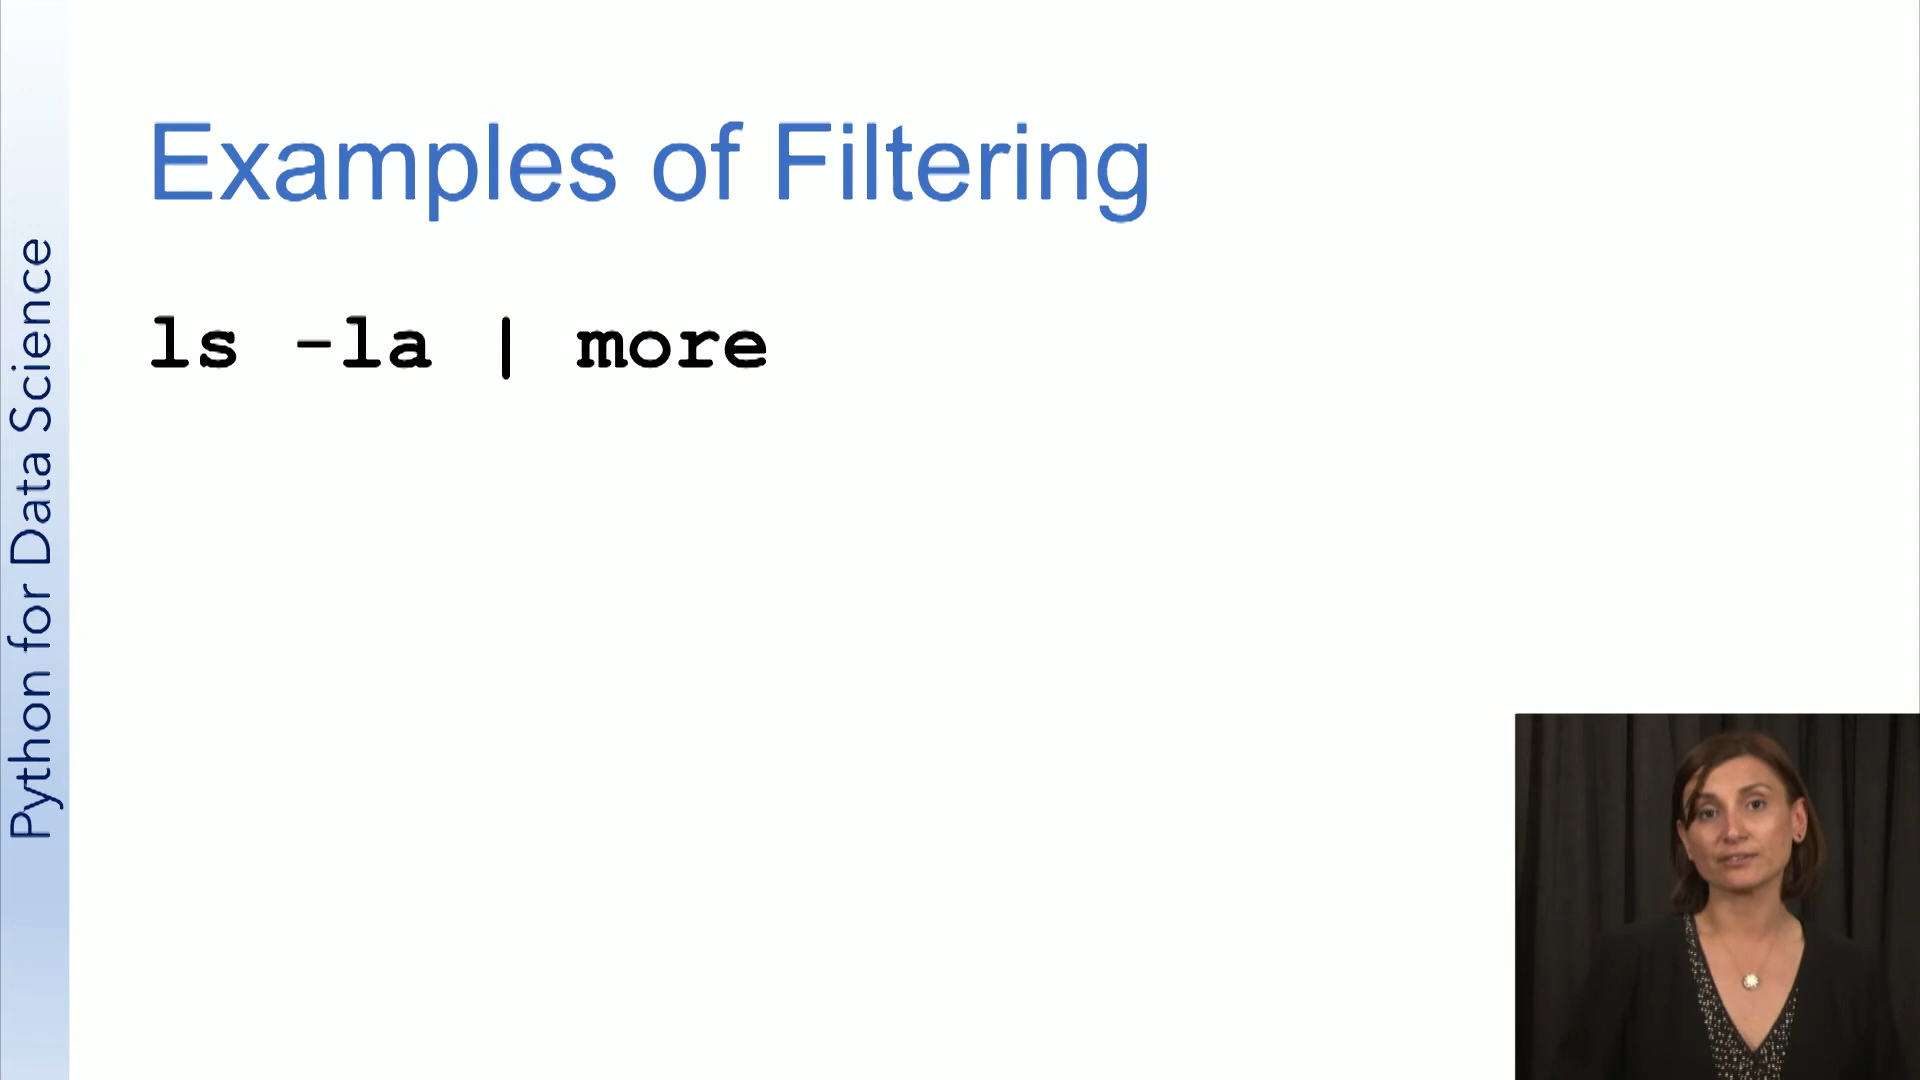 Examples of Filtering
ls -la | more
Python for Data Science